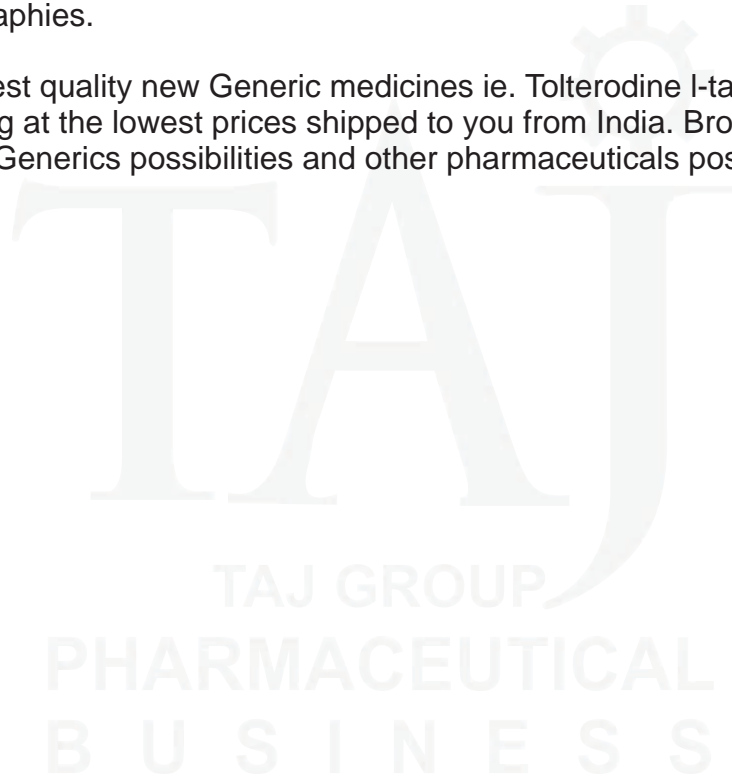 aphies.
est quality new Generic medicines ie. Tolterodine l-ta
g at the lowest prices shipped to you from India. Bro
Generics possibilities and other pharmaceuticals pos
TAJ
TAJ GROUP
PHARMACEUTICAL
BUSINESS